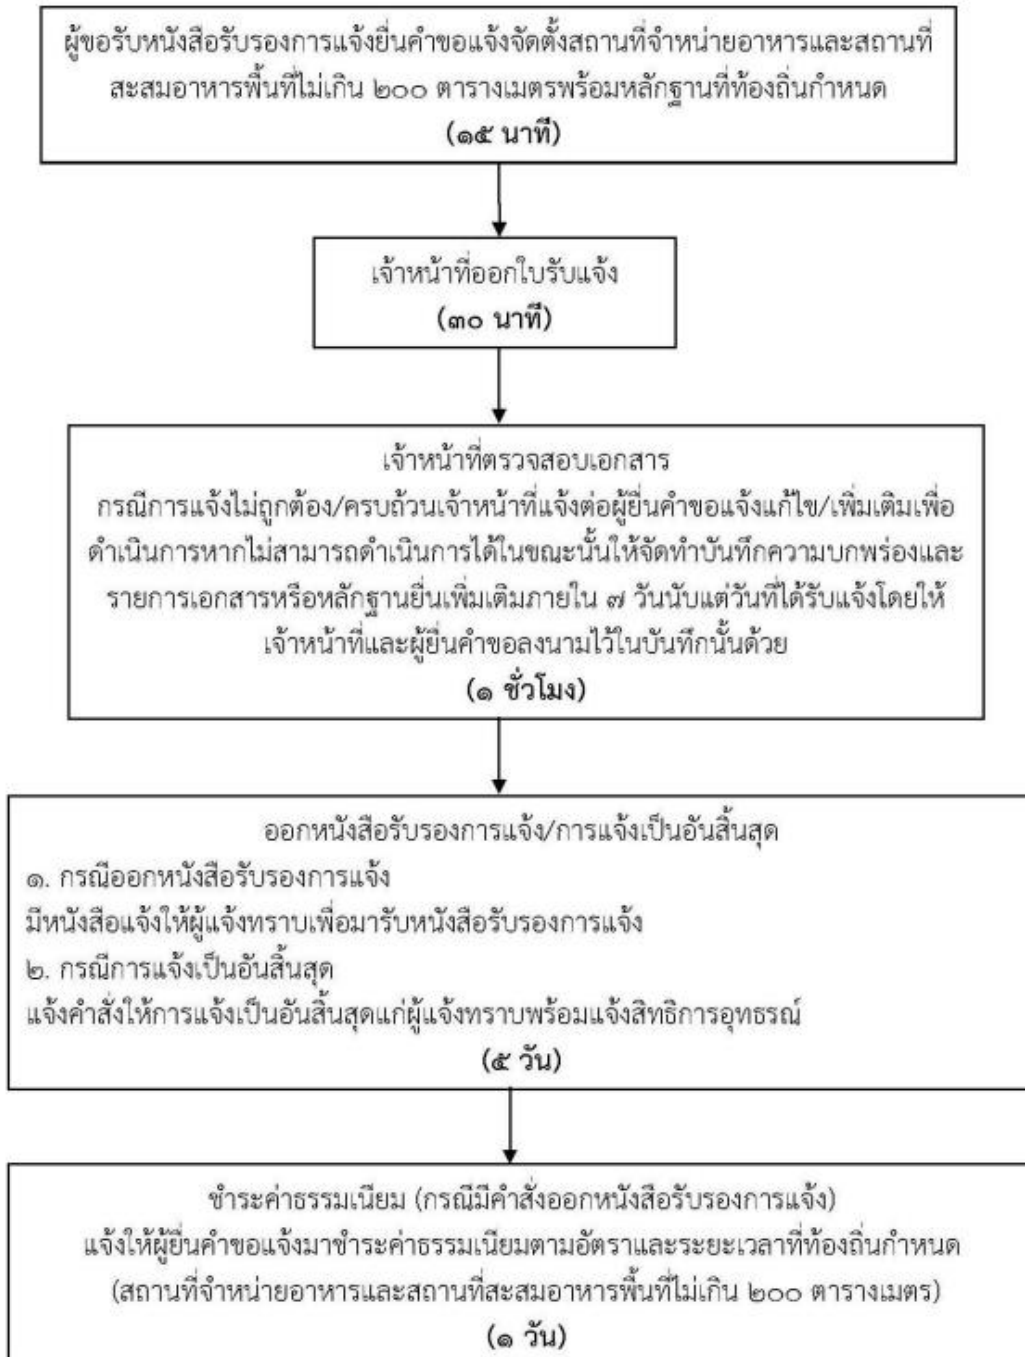 ผู้ขอรับหนังสือรับรองการแจ้งยื่นคำขอแจ้งจัดตั้งสถานที่จำหน่ายอาหารและสถานที่
สะสมอาหารพื้นที่ไม่เกิน ๒๐๐ ตารางเมตรพร้อมหลักฐานที่ท้องถิ่นกำหนด
(๑๕ นาที)
เจ้าหน้าที่ออกใบรับแจ้ง
(๓๐ นาที)
เจ้าหน้าที่ตรวจสอบเอกสาร
กรณีการแจ้งไม่ถูกต้อง/ครบถ้วนเจ้าหน้าที่แจ้งต่อผู้ยื่นคำขอแจ้งแก้ไข/เพิ่มเติมเพื่อ
ดำเนินการหากไม่สามารถดำเนินการได้ในขณะนั้นให้จัดทำบันทึกความบกพร่องและ
รายการเอกสารหรือหลักฐานยื่นเพิ่มเติมภายใน ๗ วันนับแต่วันที่ได้รับแจ้งโดยให้
เจ้าหน้าที่และผู้ยื่นคำขอลงนามไว้ในบันทึกนั้นด้วย
(๑ ชั่วโมง)
ออกหนังสือรับรองการแจ้ง/การแจ้งเป็นอันสิ้นสุด
๑. กรณีออกหนังสือรับรองการแจ้ง
มีหนังสือแจ้งให้ผู้แจ้งทราบเพื่อมารับหนังสือรับรองการแจ้ง
๒. กรณีการแจ้งเป็นอันสิ้นสุด
แจ้งคำสั่งให้การแจ้งเป็นอันสิ้นสุดแก่ผู้แจ้งทราบพร้อมแจ้งสิทธิการอุทธรณ์
(๕ วัน)
ชำระค่าธรรมเนียม (กรณีมีคำสั่งออกหนังสือรับรองการแจ้ง)
แจ้งให้ผู้ยื่นคำขอแจ้งมาชำระค่าธรรมเนียมตามอัตราและระยะเวลาที่ท้องถิ่นกำหนด
(สถานที่จำหน่ายอาหารและสถานที่สะสมอาหารพื้นที่ไม่เกิน ๒๐๐ ตารางเมตร)
(๑ วัน)